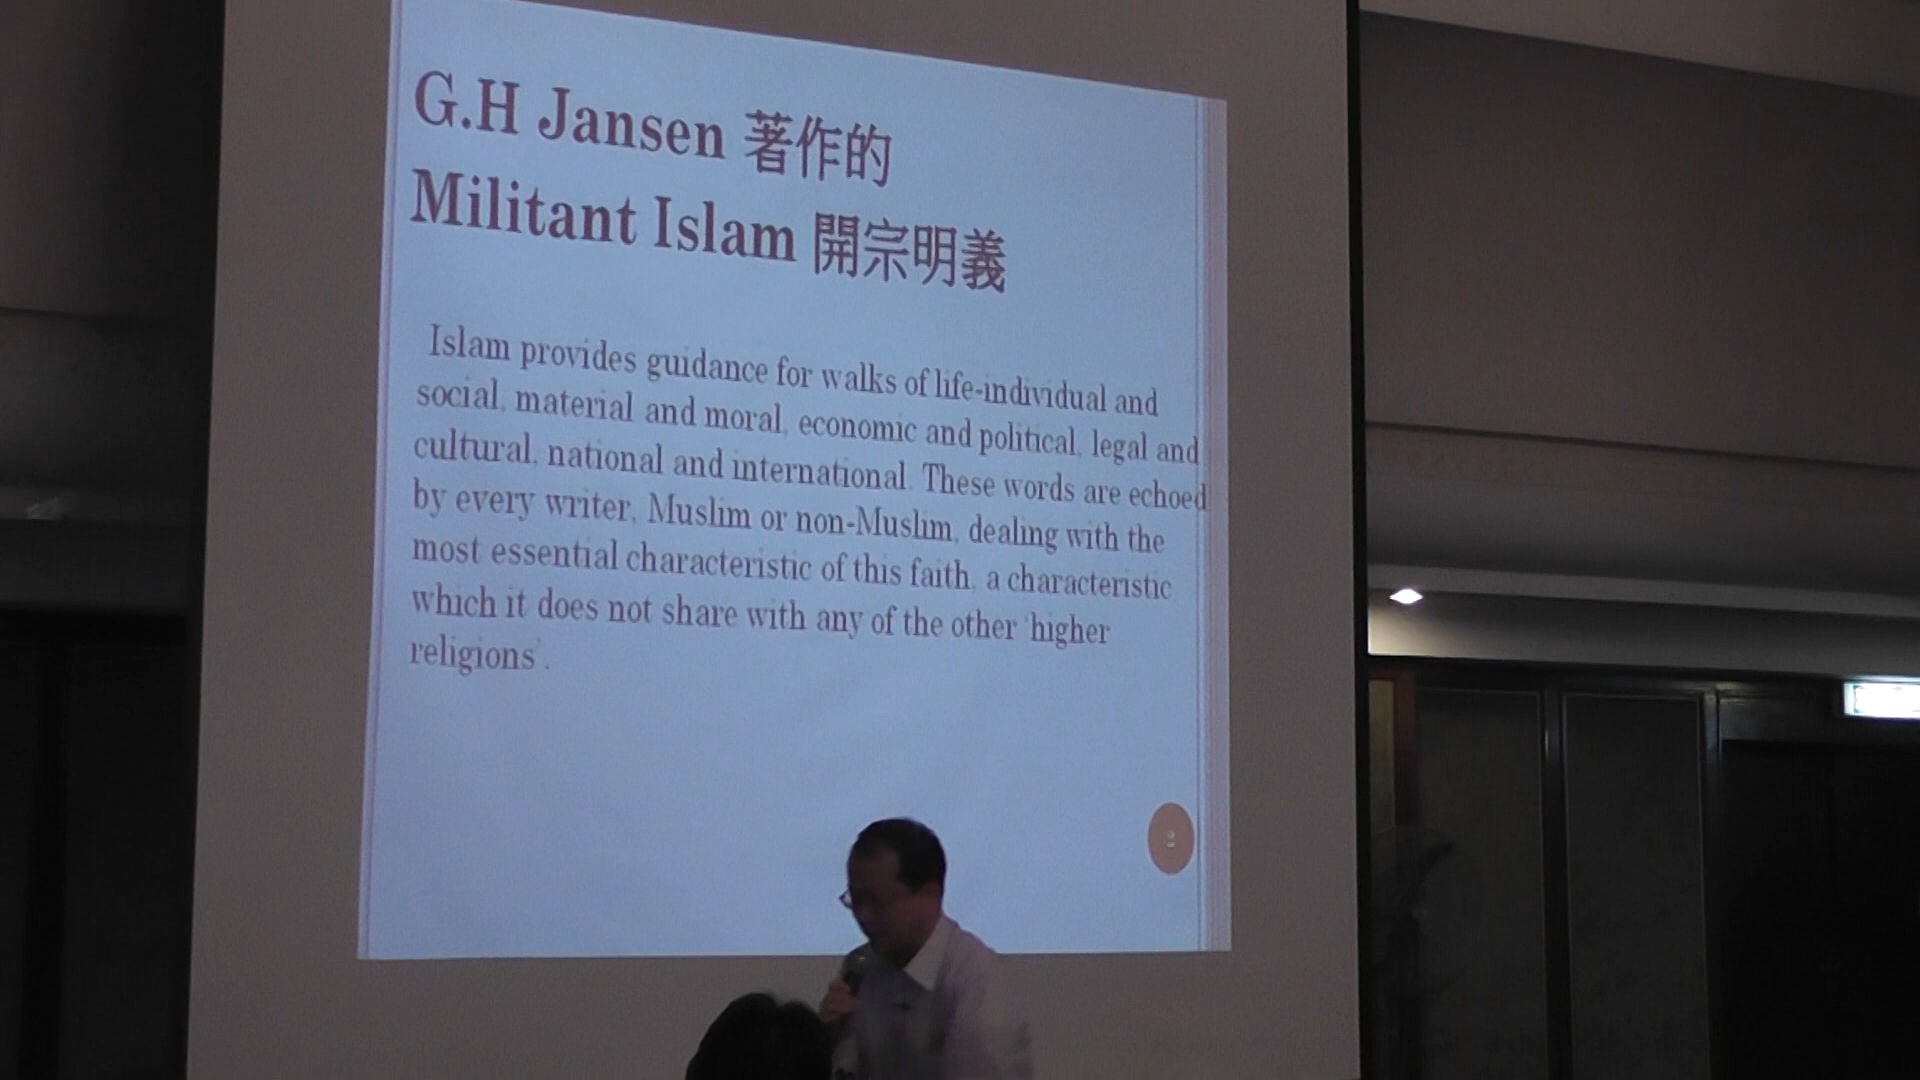 G.H Jansen 著作的
Militant Islam 開宗明義
Islam provides guidance for walks of life-individual and
social, material and moral, economic and political, legal and
cultural, national and international. These words are echoed
by every writer, Muslim or non-Muslim, dealing with the
most essential characteristic of this faith, a characteristic
which it does not share with any of the other 'higher
religions'.